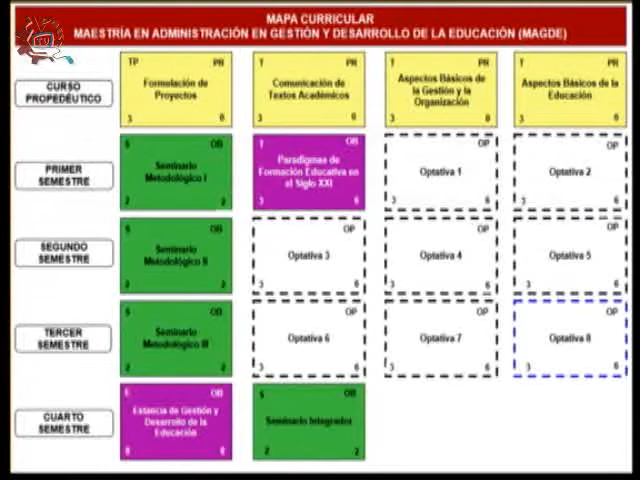 MAPA CURRICULAR
MAESTRÍA EN ADMINISTRACIÓN EN GESTIÓN Y DESARROLLO DE LA EDUCACIÓN (MAGDE)
CURSO
PROPEDÉUTICO
TP PR
Formulación de
Proyectos
3 0
T PR
Comunicación de
Textos Académicos
3 0
T PR
Aspectos Básicos de
la Gestión y la
Organización
3 0
T PR
Aspectos Básicos de la
Educación
3 0
PRIMER
SEMESTRE
S OB
Seminario
Metodológico I
2 2
T OB
Paradigmas de
Formación Educativa en
el Siglo XXI
3 6
OP
Optativa 1
3 6
OP
Optativa 2
3 6
SEGUNDO
SEMESTRE
S OB
Seminario
Metodológico II
2 2
OP
Optativa 3
3 6
OP
Optativa 4
3 6
OP
Optativa 5
3 6
TERCER
SEMESTRE
S OB
Seminario
Metodológico III
2 2
OP
Optativa 6
3 6
OP
Optativa 7
3 6
OP
Optativa 8
3 6
CUARTO
SEMESTRE
OB
Estancia de Gestión y
Desarrollo de la
Educación
S OB
Seminario Integrador
2 2